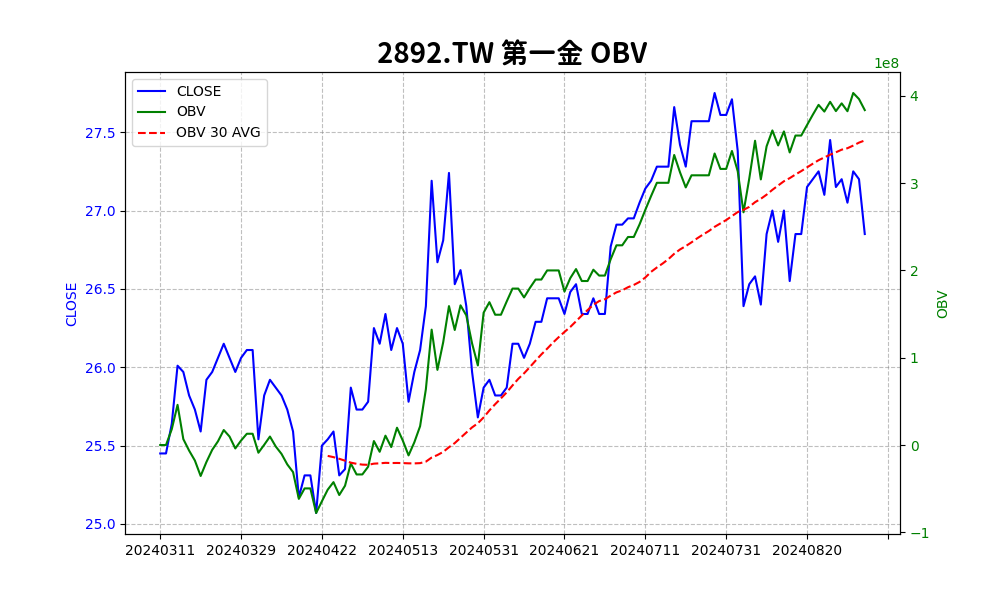 2892.TW 第一金 OBV
1e8
CLOSE
OBV
OBV 30 AVG
27.5
27.0
26.5
26.0
25.5
25.0
CLOSE
4
3
2
1
0
−1
OBV
20240311 20240329 20240422 20240513 20240531 20240621 20240711 20240731 20240820